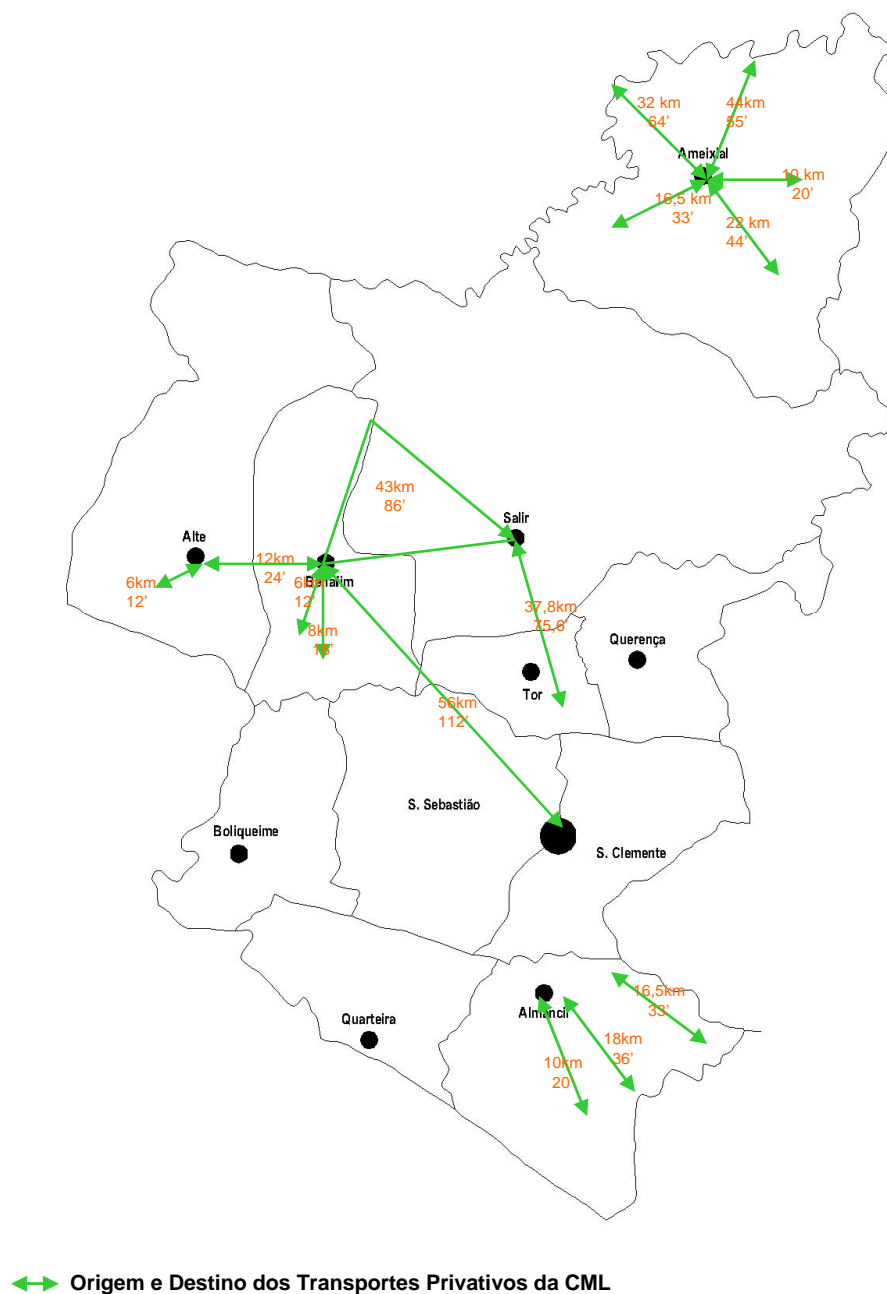 32 km
64’
44km
55’
Ameixial
10 km
20’
16,5 km
33’
22 km
44’
43km
86’
Salir
Alte
12km
24’
Benafim
6km
12’
6km
12’
8km
16’
37,8km
75,6’
Querença
Tor
56km
112’
S. Sebastião
Boliqueime
S. Clemente
16,5km
33’
Almancil
Quarteira
18km
36’
10km
20’
Origem e Destino dos Transportes Privativos da CML